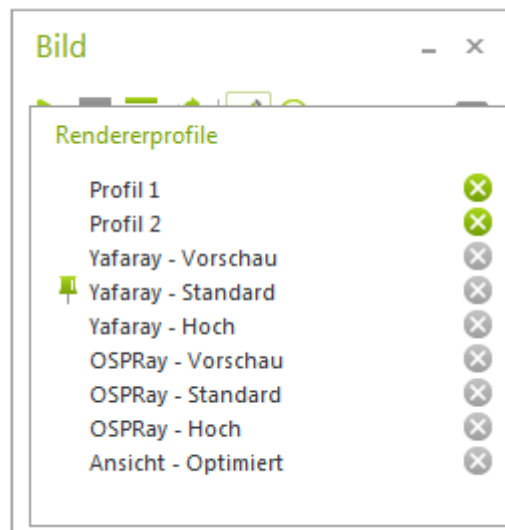 Bild
Rendererprofile
Profil 1
Profil 2
Yafaray - Vorschau
Yafaray - Standard
Yafaray - Hoch
OSPRay - Vorschau
OSPRay - Standard
OSPRay - Hoch
Ansicht - Optimiert